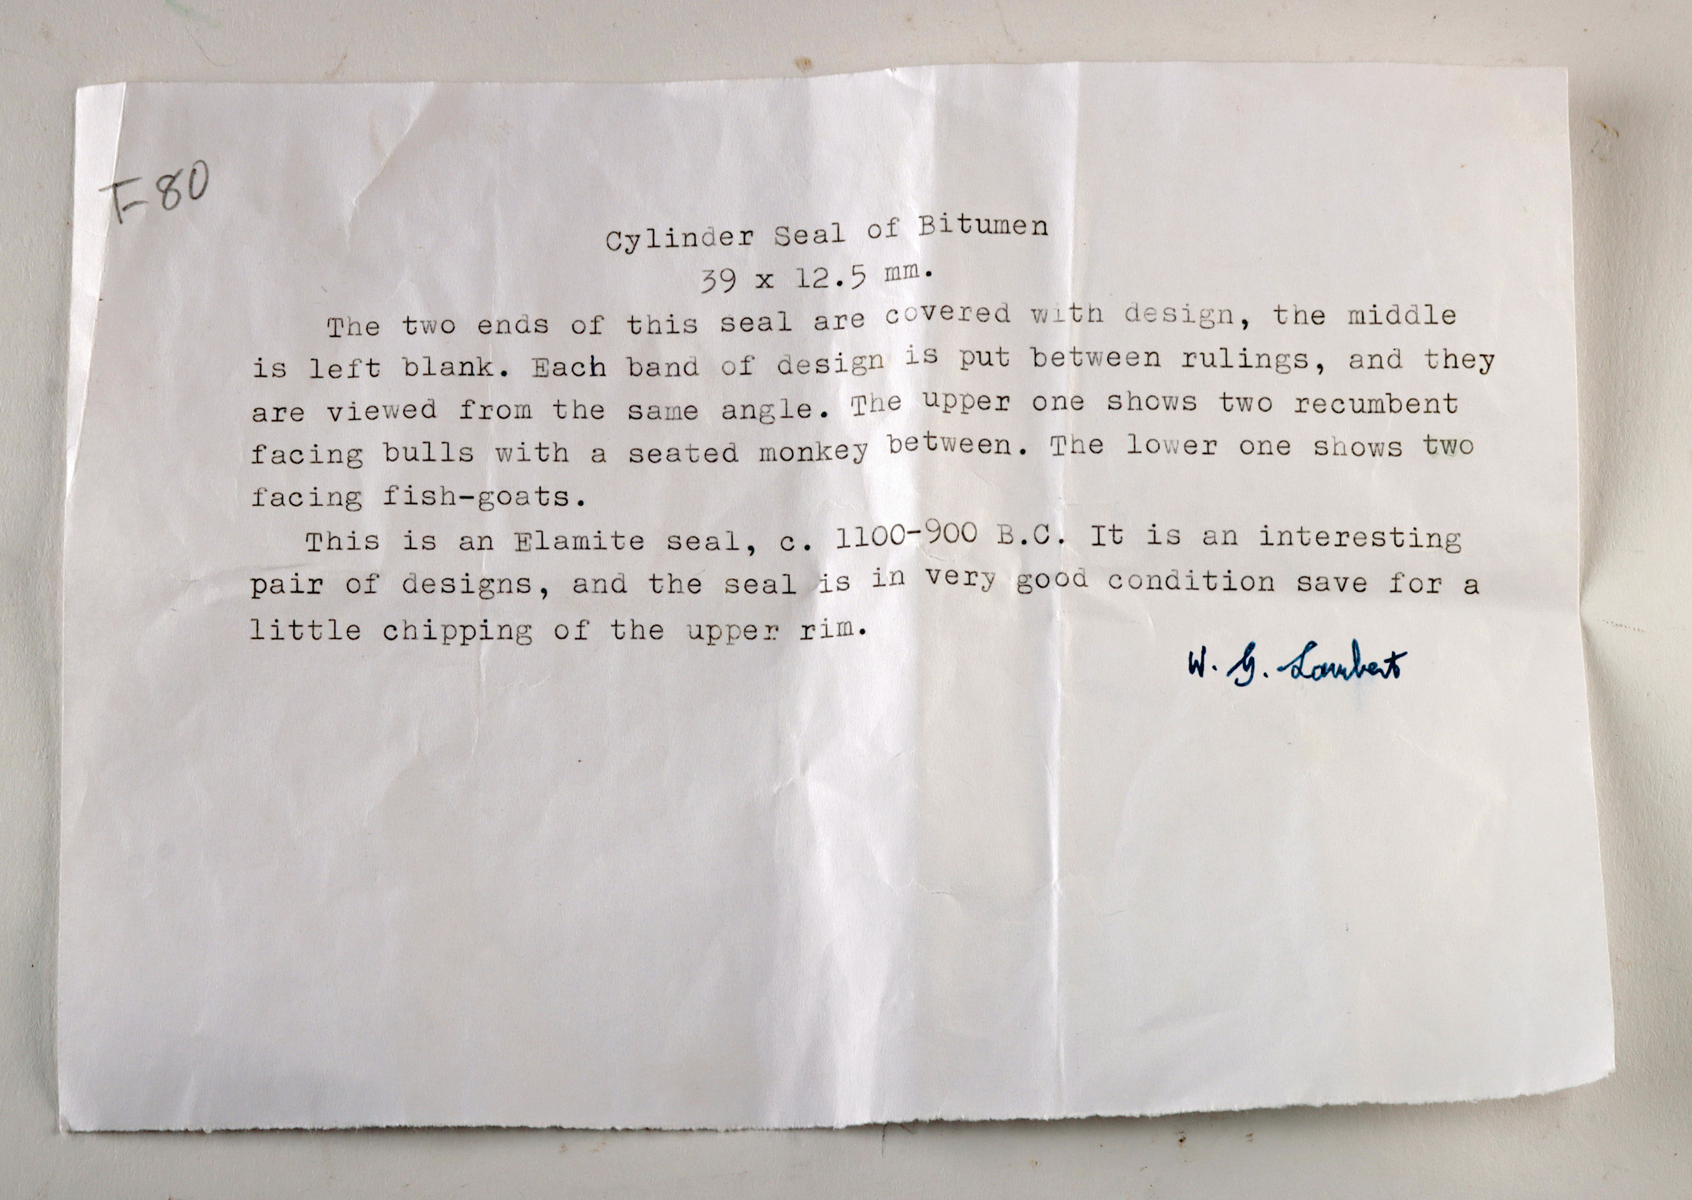 F-80
Cylinder Seal of Bitumen
39 x 12.5 mm.
The two ends of this seal are covered with design, the middle
is left blank. Each band of design is put between rulings, and they
are viewed from the same angle. The upper one shows two recumbent
facing bulls with a seated monkey between. The lower one shows two
facing fish-goats.
This is an Elamite seal, c. 1100-900 B.C. It is an interesting
pair of designs, and the seal is in very good condition save for a
little chipping of the upper rim.
W. G. Lambert